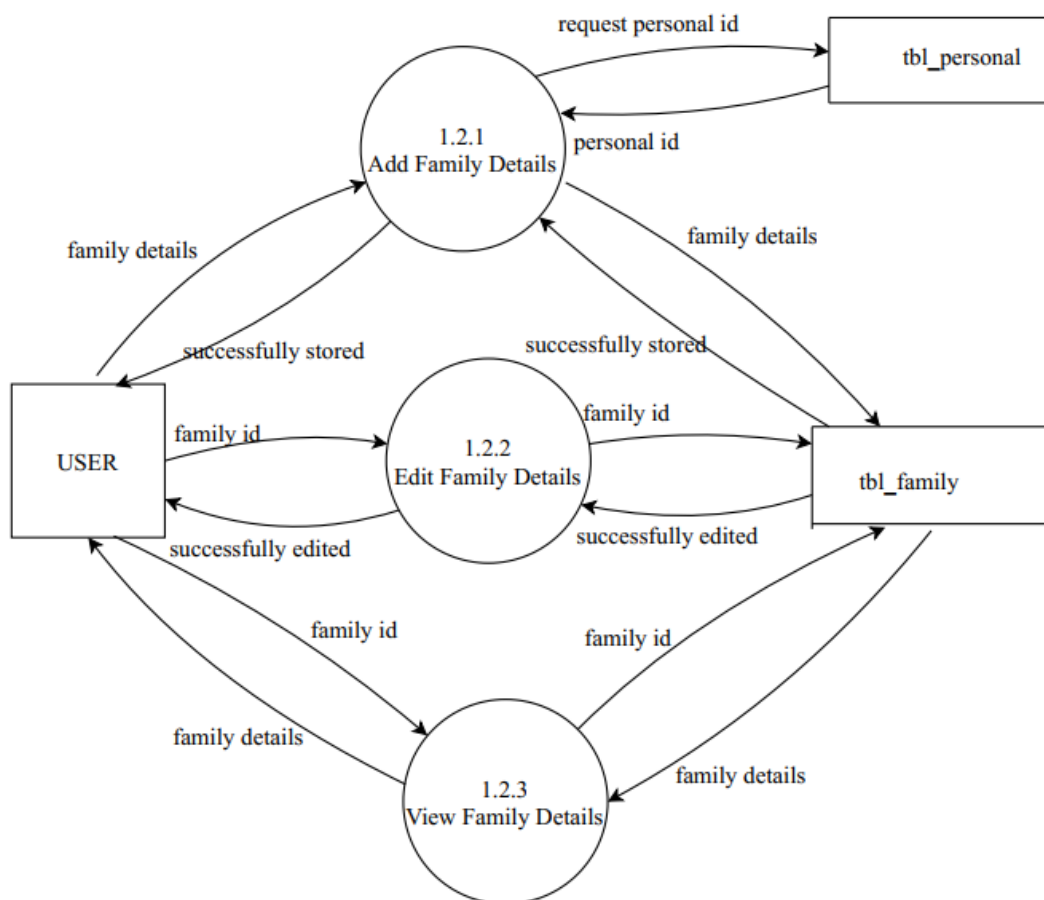 request personal id
tbl_personal
1.2.1
Add Family Details
personal id
family details
family details
successfully stored
successfully stored
family id
family id
USER
1.2.2
Edit Family Details
tbl_family
successfully edited
successfully edited
family id
family id
family details
family details
1.2.3
View Family Details